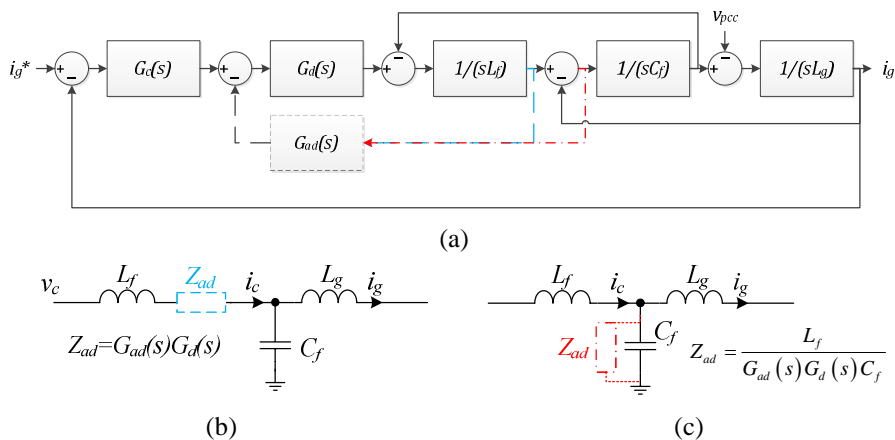 v_pcc
i_g* + - G_c(s) + - G_d(s) + - 1/(sL_f) + - 1/(sC_f) + - 1/(sL_g) i_g
G_ad(s)
(a)
v_c L_f Z_ad i_c L_g i_g
Z_ad=G_ad(s)G_d(s) C_f
(b)
L_f i_c L_g i_g
Z_ad C_f Z_ad = L_f / G_ad(s)G_d(s)C_f
(c)